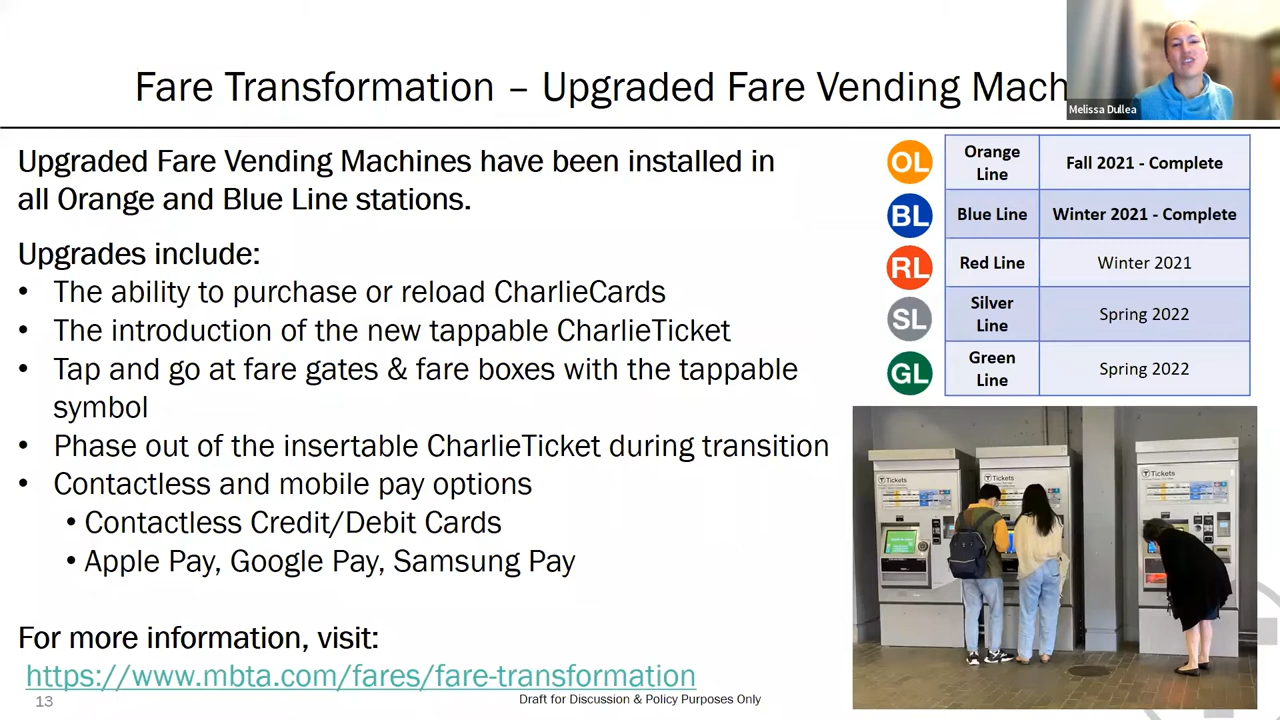 Fare Transformation – Upgraded Fare Vending Mach
Melissa Dullea
Upgraded Fare Vending Machines have been installed in
all Orange and Blue Line stations.
Upgrades include:
• The ability to purchase or reload CharlieCards
• The introduction of the new tappable CharlieTicket
• Tap and go at fare gates & fare boxes with the tappable
symbol
• Phase out of the insertable CharlieTicket during transition
• Contactless and mobile pay options
• Contactless Credit/Debit Cards
• Apple Pay, Google Pay, Samsung Pay
For more information, visit:
https://www.mbta.com/fares/fare-transformation
OL Orange
Line Fall 2021 - Complete
BL Blue Line Winter 2021 - Complete
RL Red Line Winter 2021
SL Silver
Line Spring 2022
GL Green
Line Spring 2022
T Tickets
T Tickets
T Tickets
13
Draft for Discussion & Policy Purposes Only